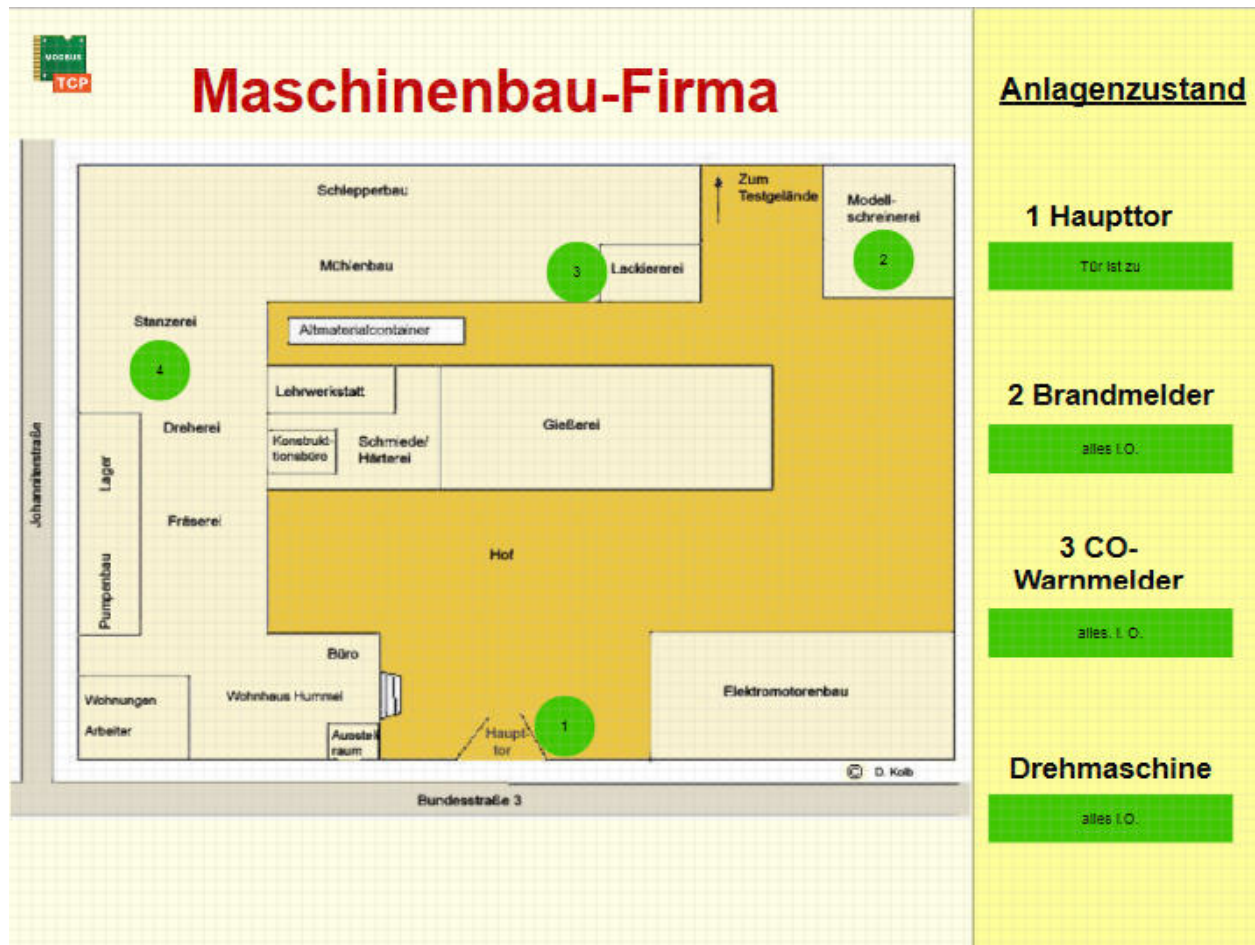 MODBUS
TCP
Maschinenbau-Firma
Anlagenzustand
Schlepperbau
Zum
Testgelände
Modell-
schreinerei
1 Haupttor
Tür ist zu
Mühlenbau
3
Lackiererei
2
Stanzerei
Altmaterialcontainer
4
Lehrwerkstatt
2 Brandmelder
alles I.O.
Dreherei
Gießerei
Konstrukt-
tionsbüro
Schmiede/
Härterei
Johanniterstraße
Lager
Fräserei
Hof
3 CO-
Warnmelder
alles. I. O.
Pumpenbau
Büro
Wohnungen
Arbeiter
Wohnhaus Hummel
Elektromotorenbau
1
Haupt-
tor
Ausstell
raum
© D. Kolb
Drehmaschine
alles I.O.
Bundesstraße 3